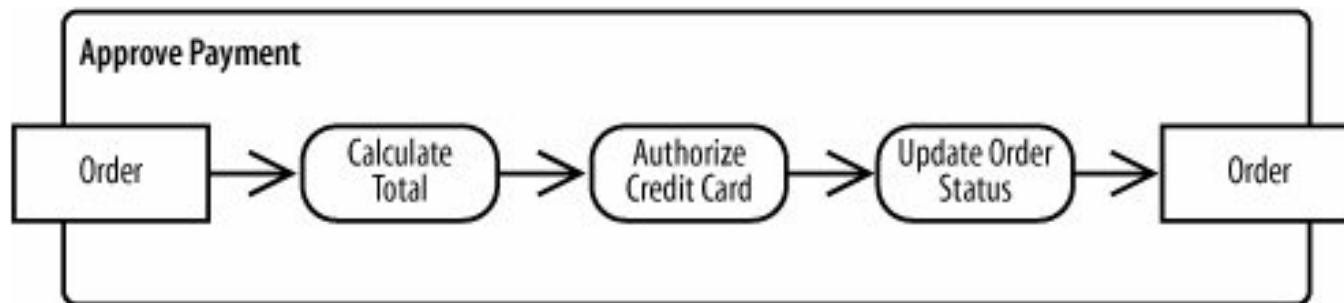 Approve Payment
Order
Calculate
Total
Authorize
Credit Card
Update Order
Status
Order